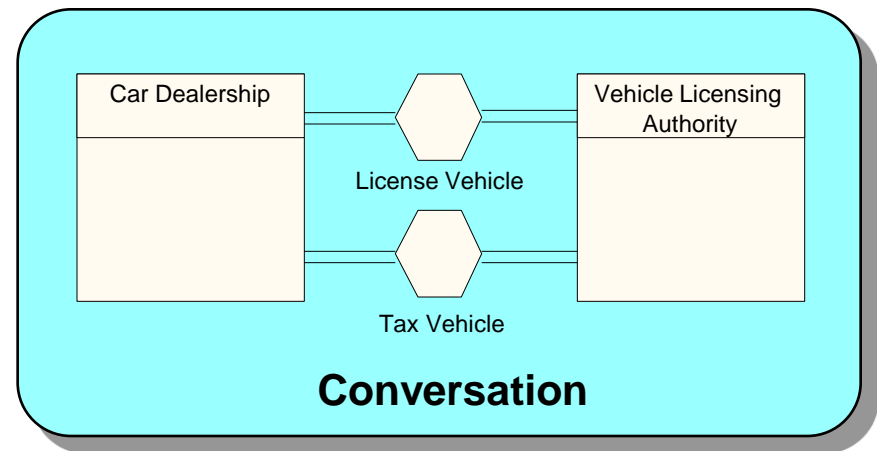 Car Dealership
Vehicle Licensing
Authority
License Vehicle
Tax Vehicle
Conversation